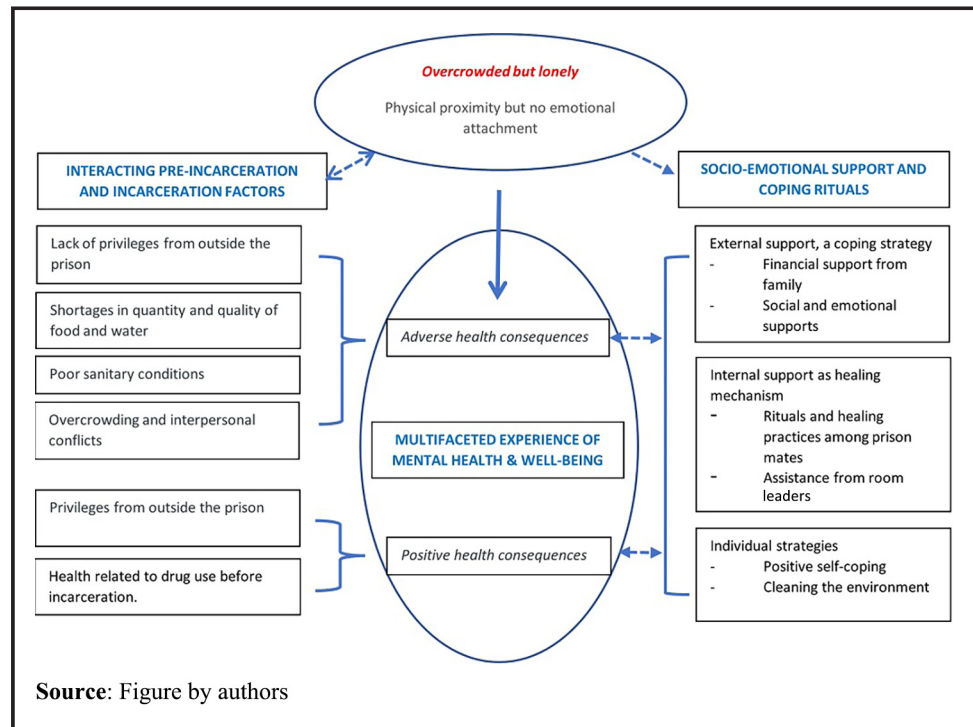 Overcrowded but lonely
Physical proximity but no emotional
attachment
INTERACTING PRE-INCARCERATION
AND INCARCERATION FACTORS
SOCIO-EMOTIONAL SUPPORT AND
COPING RITUALS
Lack of privileges from outside the
prison
Shortages in quantity and quality of
food and water
Poor sanitary conditions
Overcrowding and interpersonal
conflicts
Privileges from outside the prison
Health related to drug use before
incarceration.
Adverse health consequences
MULTIFACETED EXPERIENCE OF
MENTAL HEALTH & WELL-BEING
Positive health consequences
External support, a coping strategy
- Financial support from
family
- Social and emotional
supports
Internal support as healing
mechanism
- Rituals and healing
practices among prison
mates
- Assistance from room
leaders
Individual strategies
- Positive self-coping
- Cleaning the environment
Source: Figure by authors